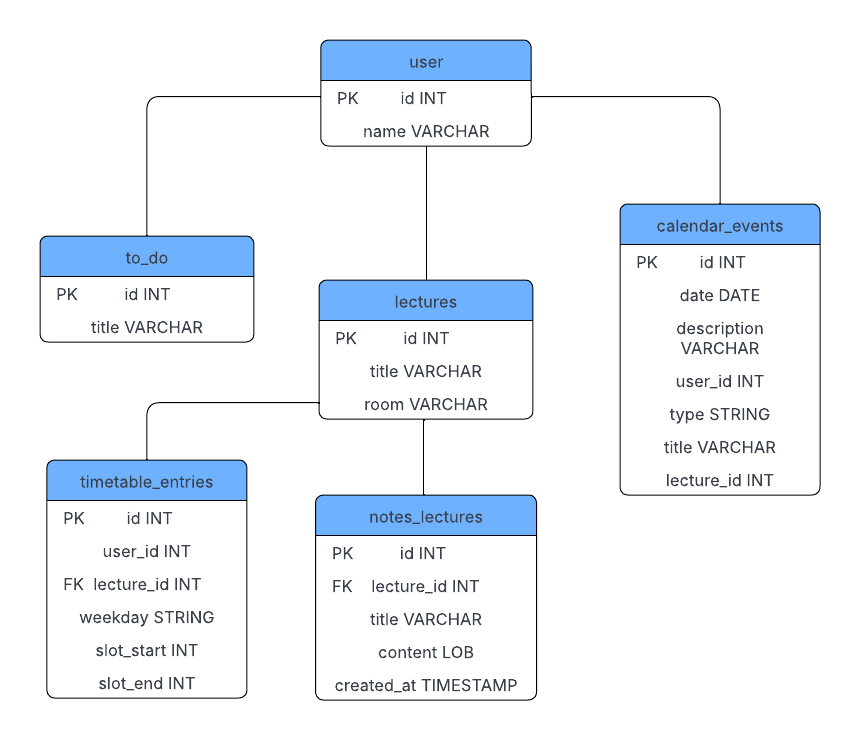 user
PK id INT
name VARCHAR
to_do
PK id INT
title VARCHAR
lectures
PK id INT
title VARCHAR
room VARCHAR
calendar_events
PK id INT
date DATE
description
VARCHAR
user_id INT
type STRING
title VARCHAR
lecture_id INT
timetable_entries
PK id INT
user_id INT
FK lecture_id INT
weekday STRING
slot_start INT
slot_end INT
notes_lectures
PK id INT
FK lecture_id INT
title VARCHAR
content LOB
created_at TIMESTAMP